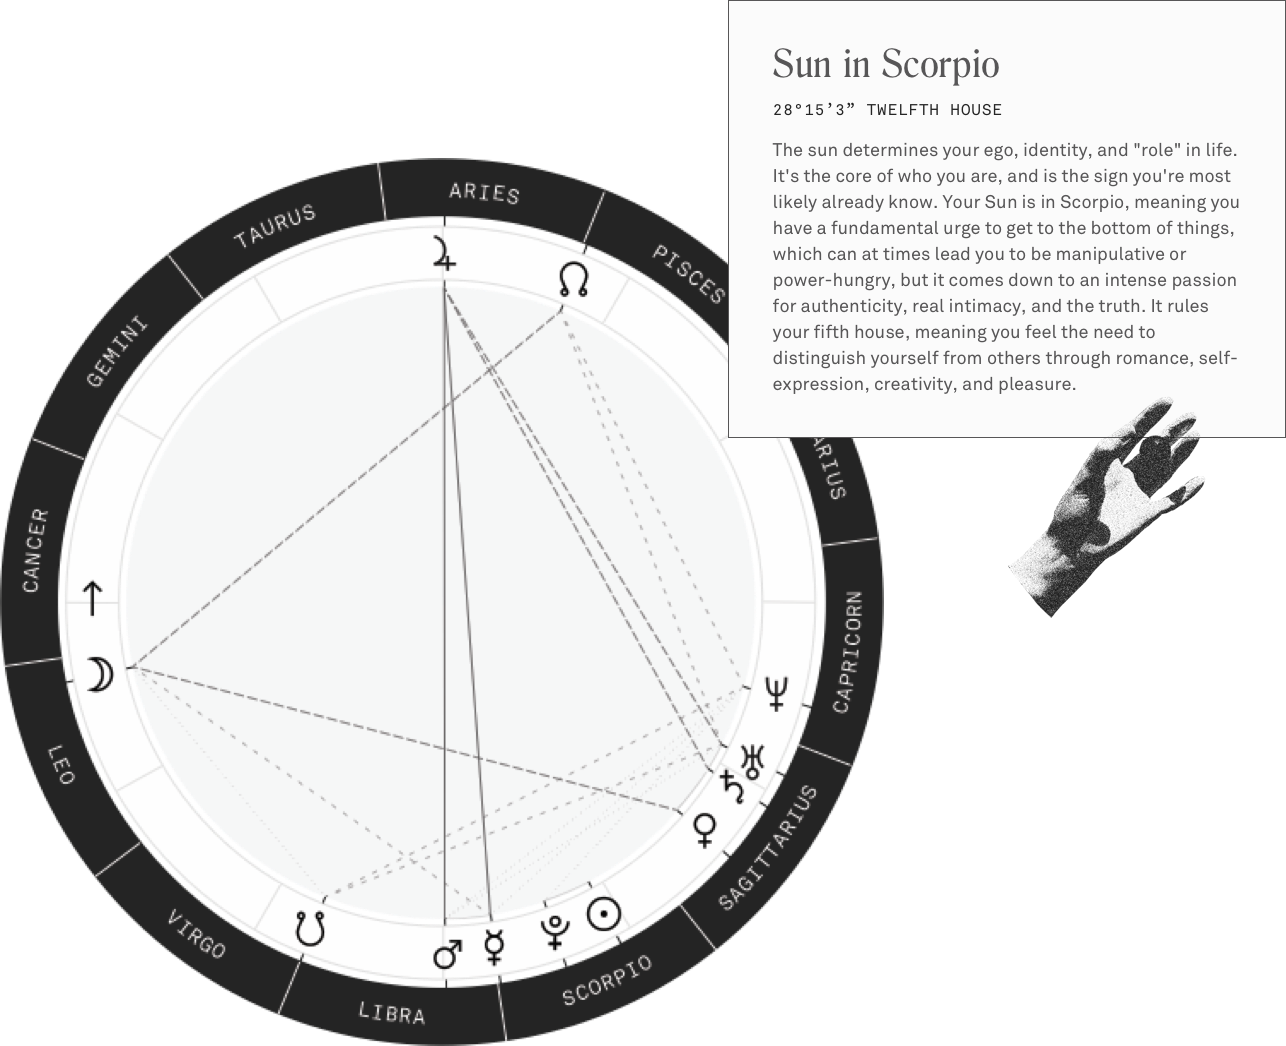 Sun in Scorpio
28°15’3” TWELFTH HOUSE
The sun determines your ego, identity, and "role" in life.
It's the core of who you are, and is the sign you're most
likely already know. Your Sun is in Scorpio, meaning you
have a fundamental urge to get to the bottom of things,
which can at times lead you to be manipulative or
power-hungry, but it comes down to an intense passion
for authenticity, real intimacy, and the truth. It rules
your fifth house, meaning you feel the need to
distinguish yourself from others through romance, self-
expression, creativity, and pleasure.
ARIES
TAURUS
PISCES
GEMINI
ARIUS
CANCER
CAPRICORN
LEO
SAGITTARIUS
VIRGO
SCORPIO
LIBRA